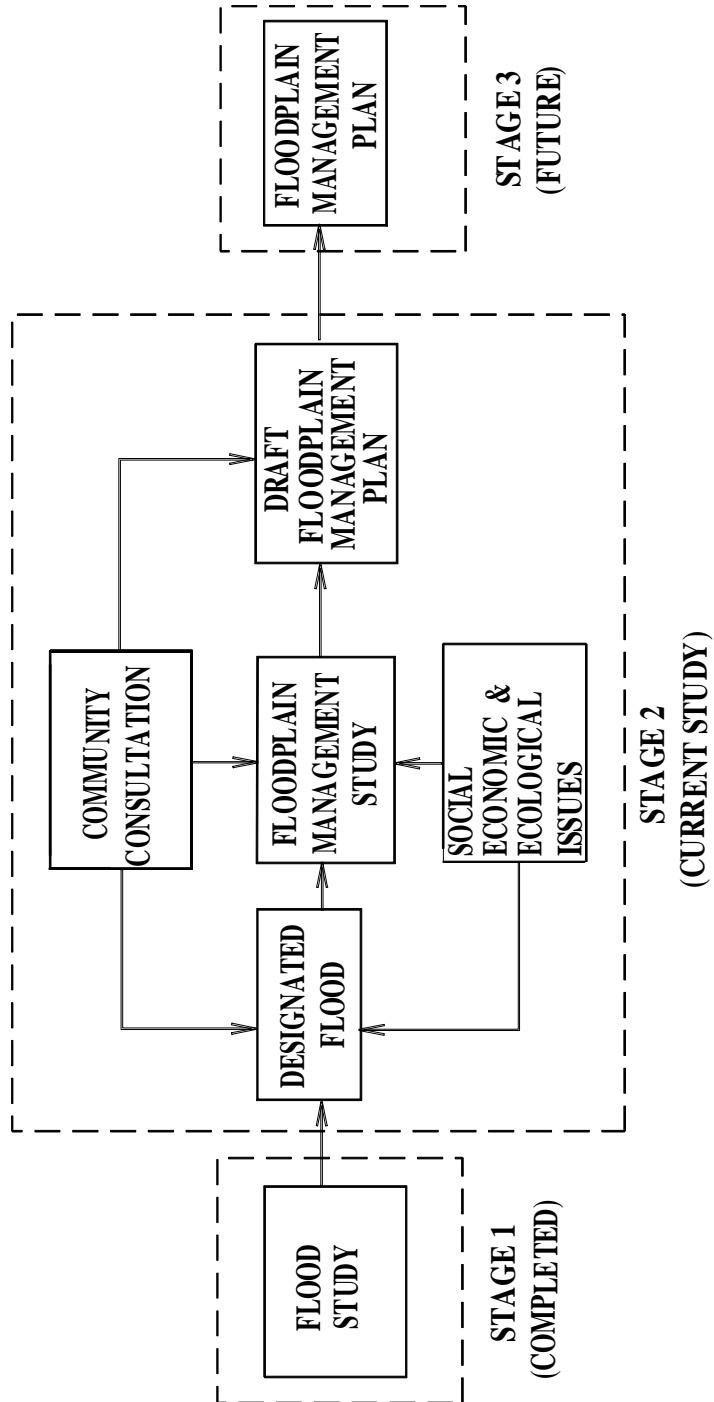 FLOOD
STUDY
STAGE 1
(COMPLETED)
COMMUNITY
CONSULTATION
DESIGNATED
FLOOD
FLOODPLAIN
MANAGEMENT
STUDY
DRAFT
FLOODPLAIN
MANAGEMENT
PLAN
SOCIAL
ECONOMIC &
ECOLOGICAL
ISSUES
STAGE 2
(CURRENT STUDY)
FLOODPLAIN
MANAGEMENT
PLAN
STAGE 3
(FUTURE)